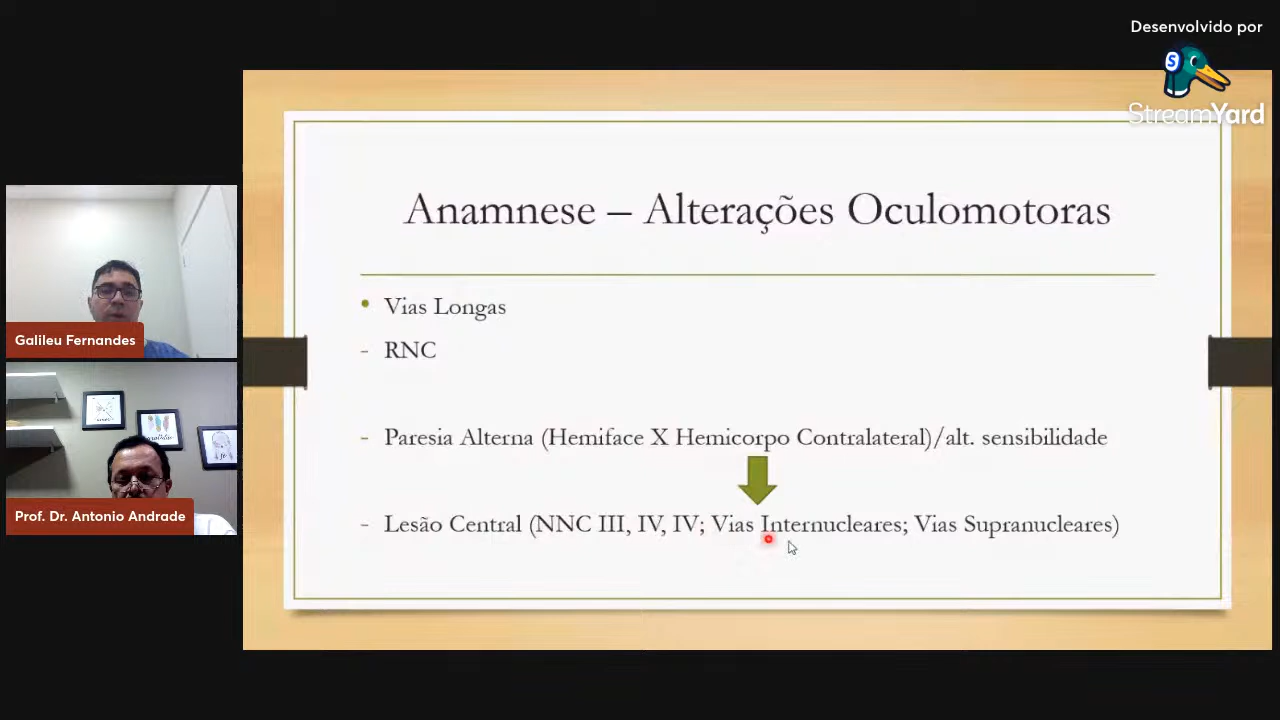 Desenvolvido por
StreamYard
Anamnese – Alterações Oculomotoras
• Vias Longas
- RNC
- Paresia Alterna (Hemiface X Hemicorpo Contralateral)/alt. sensibilidade
- Lesão Central (NNC III, IV, IV; Vias Internucleares; Vias Supranucleares)
Galileu Fernandes
Prof. Dr. Antonio Andrade